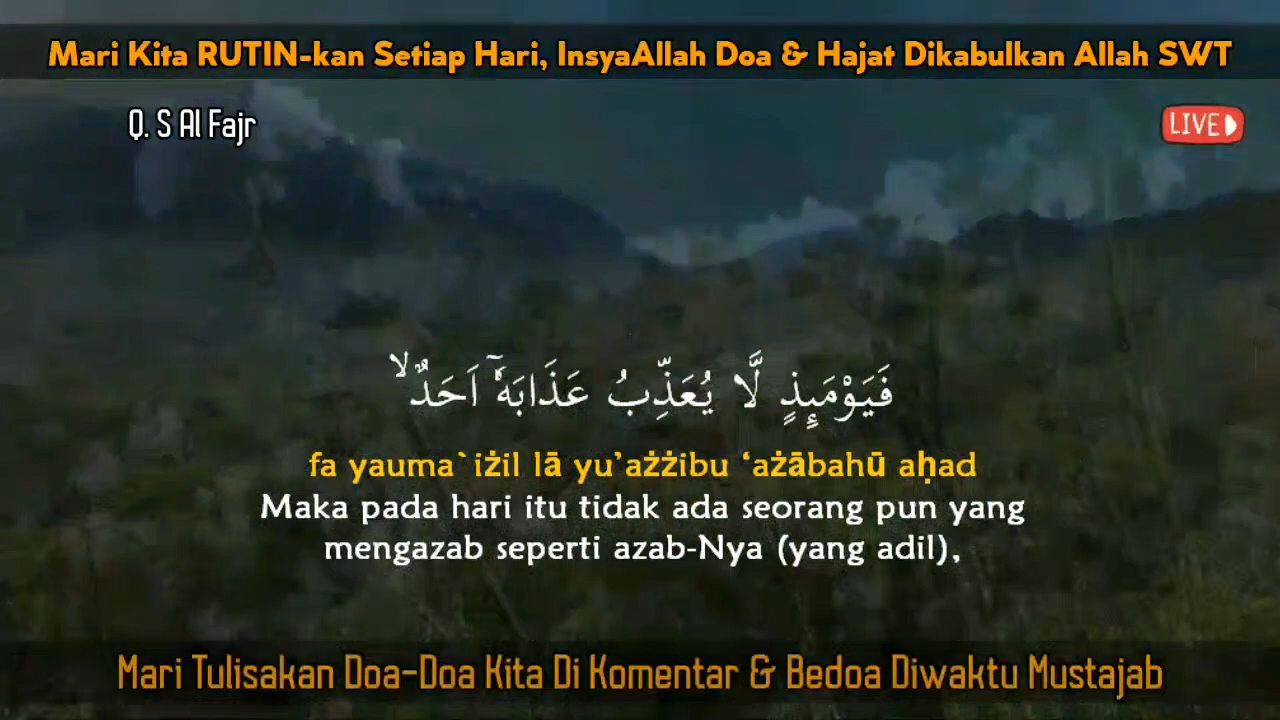 Mari Kita RUTIN-kan Setiap Hari, InsyaAllah Doa & Hajat Dikabulkan Allah SWT
Q. S Al Fajr
LIVE
فَيَوْمَىِٕذٍ لَّا يُعَذِّبُ عَذَابَهٗٓ اَحَدٌ ۙ
fa yauma`iżil lā yu’ażżibu ‘ażābahū aḥad
Maka pada hari itu tidak ada seorang pun yang
mengazab seperti azab-Nya (yang adil),
Mari Tulisakan Doa-Doa Kita Di Komentar & Bedoa Diwaktu Mustajab